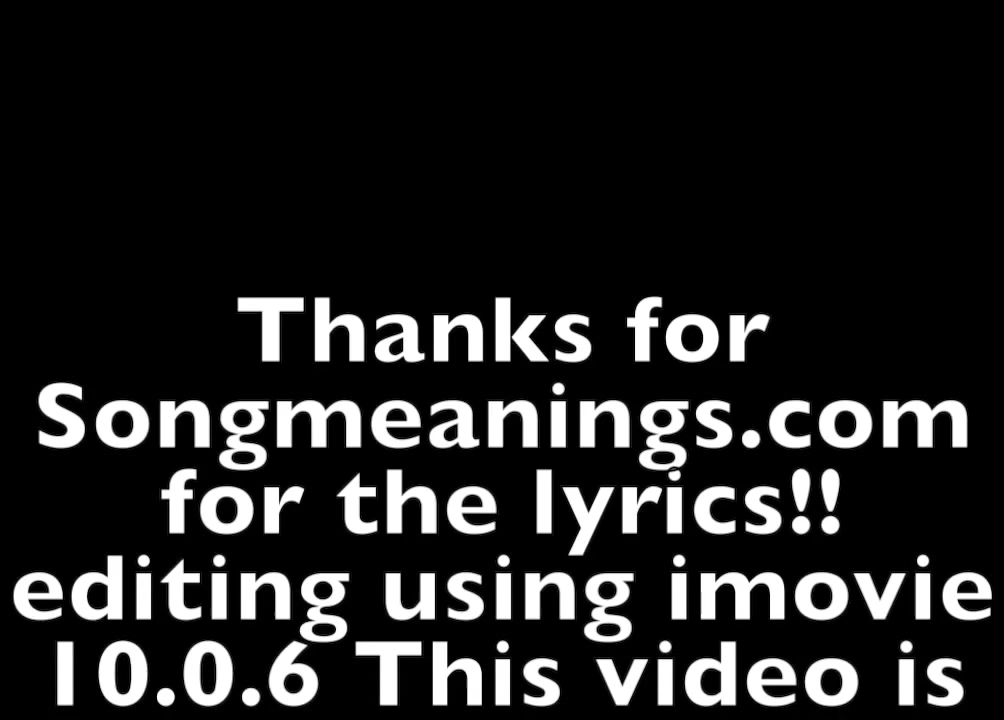 Thanks for
Songmeanings.com
for the lyrics!!
editing using imovie
10.0.6 This video is